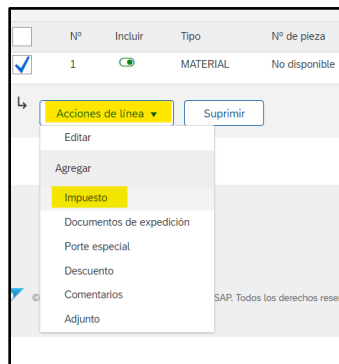 Nº Incluir Tipo Nº de pieza
1 MATERIAL No disponible
Acciones de línea ▼ Suprimir
Editar
Agregar
Impuesto
Documentos de expedición
Porte especial
Descuento
© SAP. Todos los derechos rese
Comentarios
Adjunto